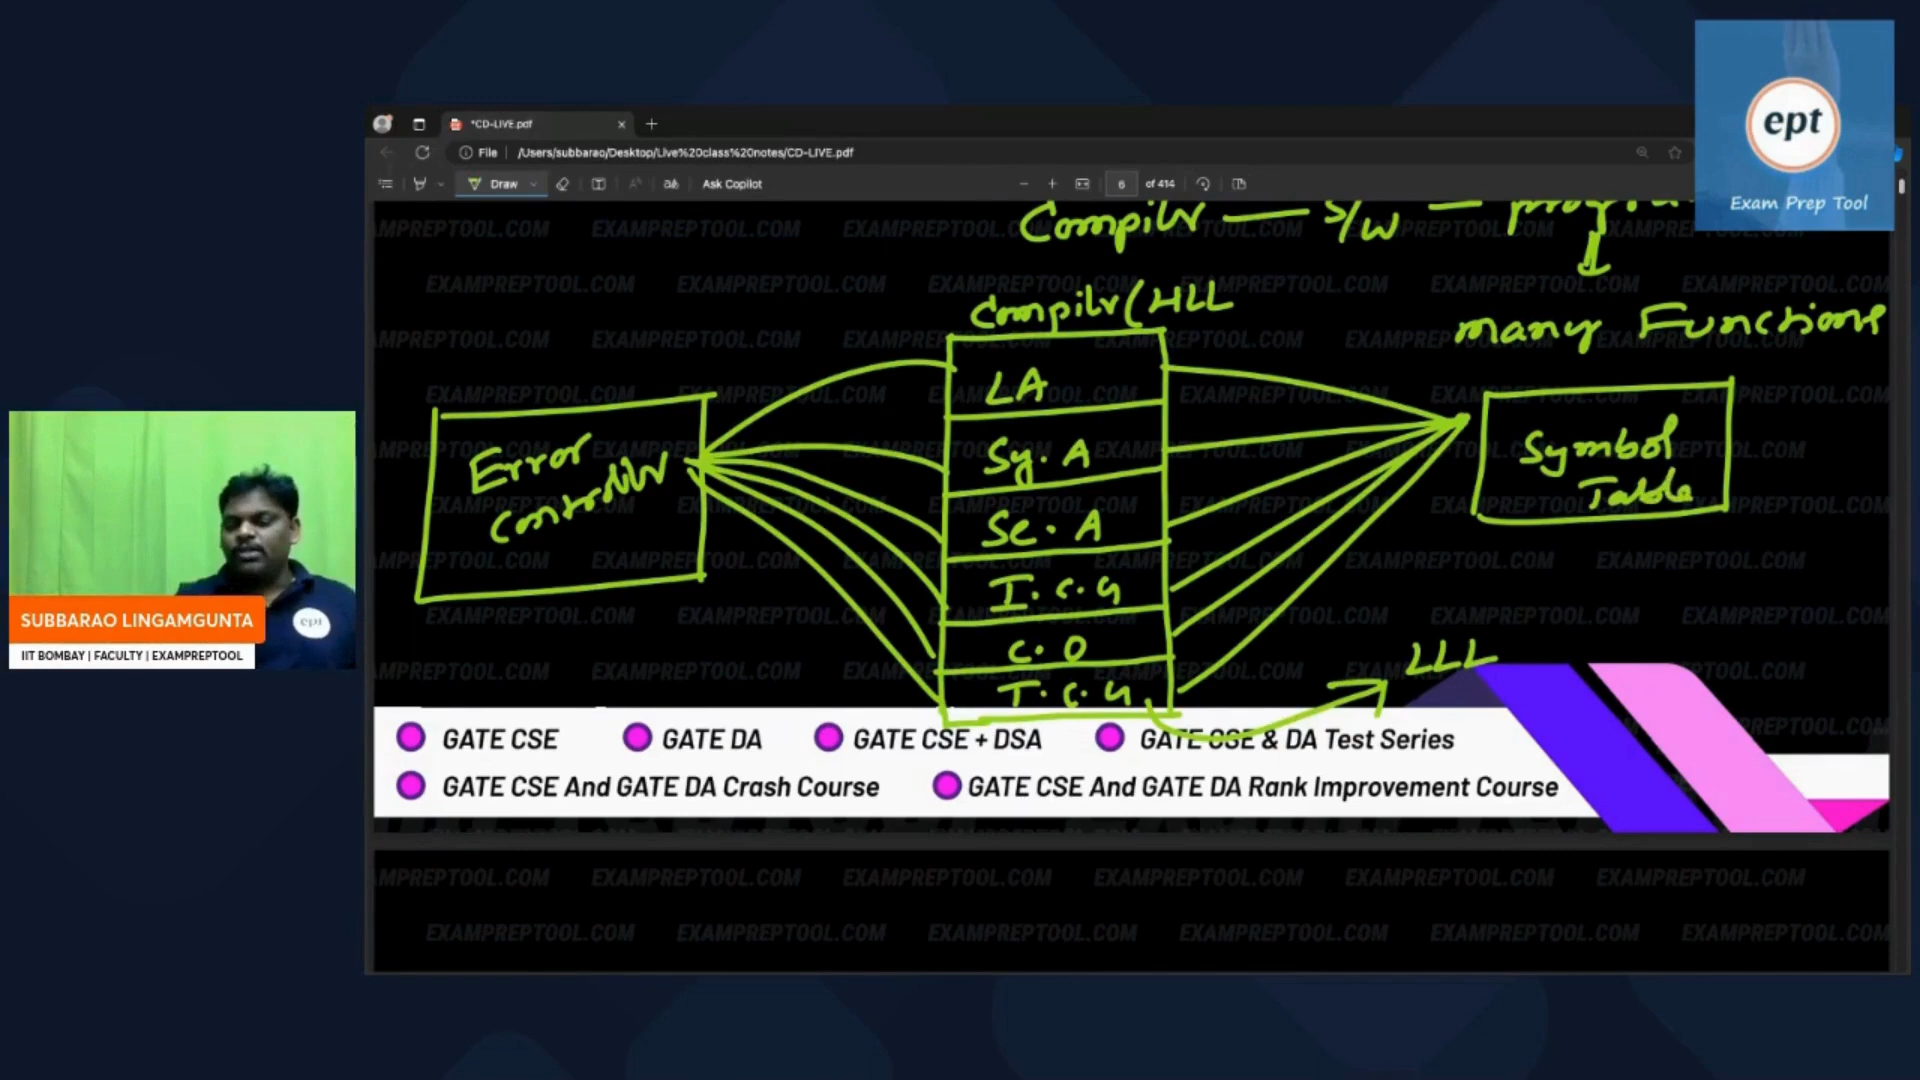 ept
Exam Prep Tool
*CD-LIVE.pdf
File | /Users/subbarao/Desktop/Live%20class%20notes/CD-LIVE.pdf
Draw
Ask Copilot
6 of 414
Compiler — S/W —
Compiler (HLL
many Functions
LA
Error
controller
Sy. A
Symbol
Table
Se. A
I. C. G
C. O
T. C. G
LLL
SUBBARAO LINGAMGUNTA
IIT BOMBAY | FACULTY | EXAMPREPTOOL
ept
GATE CSE
GATE DA
GATE CSE + DSA
GATE CSE & DA Test Series
GATE CSE And GATE DA Crash Course
GATE CSE And GATE DA Rank Improvement Course
EXAMPREPTOOL.COM